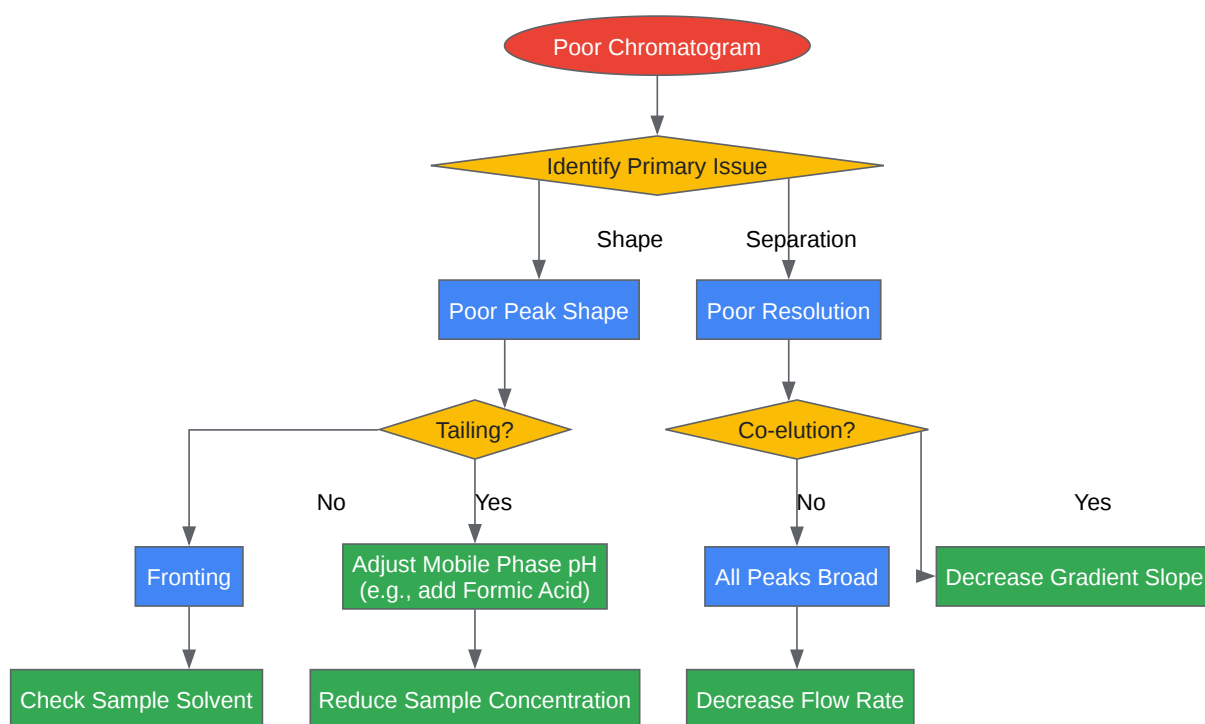 Poor Chromatogram
Identify Primary Issue
Shape
Separation
Poor Peak Shape
Poor Resolution
Tailing?
Co-elution?
No
Yes
No
Yes
Fronting
Adjust Mobile Phase pH
(e.g., add Formic Acid)
All Peaks Broad
Decrease Gradient Slope
Check Sample Solvent
Reduce Sample Concentration
Decrease Flow Rate